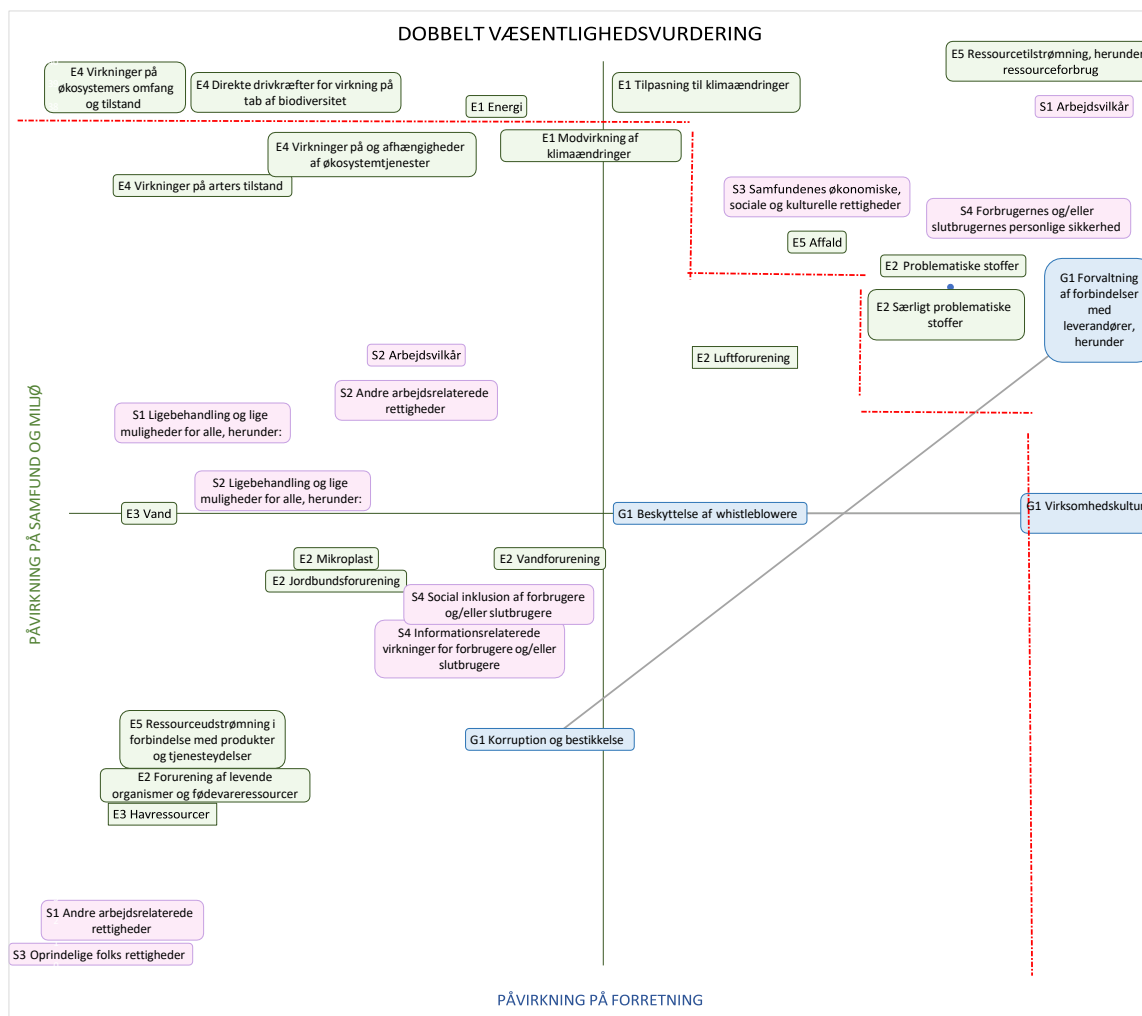 DOBBELT VÆSENTLIGHEDSVURDERING
E4 Virkninger på
økosystemers omfang
og tilstand
E4 Direkte drivkræfter for virkning på
tab af biodiversitet
E1 Energi
E1 Tilpasning til klimaændringer
E5 Ressourcetilstrømning, herunder
ressourceforbrug
S1 Arbejdsvilkår
E4 Virkninger på og afhængigheder
af økosystemtjenester
E1 Modvirkning af
klimaændringer
E4 Virkninger på arters tilstand
S3 Samfundenes økonomiske,
sociale og kulturelle rettigheder
S4 Forbrugernes og/eller
slutbrugernes personlige sikkerhed
E5 Affald
E2 Problematiske stoffer
E2 Særligt problematiske
stoffer
G1 Forvaltning
af forbindelser
med
leverandører,
herunder
S2 Arbejdsvilkår
E2 Luftforurening
S2 Andre arbejdsrelaterede
rettigheder
S1 Ligebehandling og lige
muligheder for alle, herunder:
S2 Ligebehandling og lige
muligheder for alle, herunder:
E3 Vand
G1 Beskyttelse af whistleblowere
G1 Virksomhedskultur
PÅVIRKNING PÅ SAMFUND OG MILJØ
E2 Mikroplast
E2 Vandforurening
E2 Jordbundsforurening
S4 Social inklusion af forbrugere
og/eller slutbrugere
S4 Informationsrelaterede
virkninger for forbrugere og/eller
slutbrugere
E5 Ressourceudstrømning i
forbindelse med produkter
og tjenesteydelser
G1 Korruption og bestikkelse
E2 Forurening af levende
organismer og fødevareressourcer
E3 Havressourcer
S1 Andre arbejdsrelaterede
rettigheder
S3 Oprindelige folks rettigheder
PÅVIRKNING PÅ FORRETNING